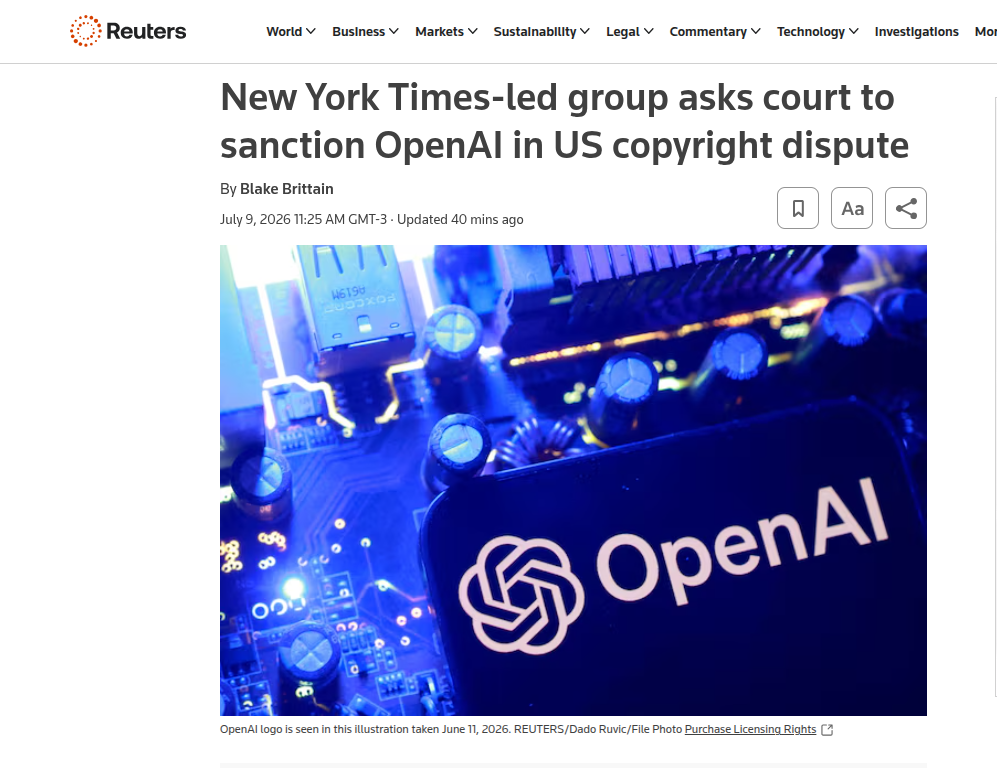 Reuters
World Business Markets Sustainability Legal Commentary Technology Investigations
New York Times-led group asks court to
sanction OpenAI in US copyright dispute
By Blake Brittain
July 9, 2026 11:25 AM GMT-3 · Updated 40 mins ago
Aa
A619M
FOXCONN
OpenAI
OpenAI logo is seen in this illustration taken June 11, 2026. REUTERS/Dado Ruvic/File Photo Purchase Licensing Rights